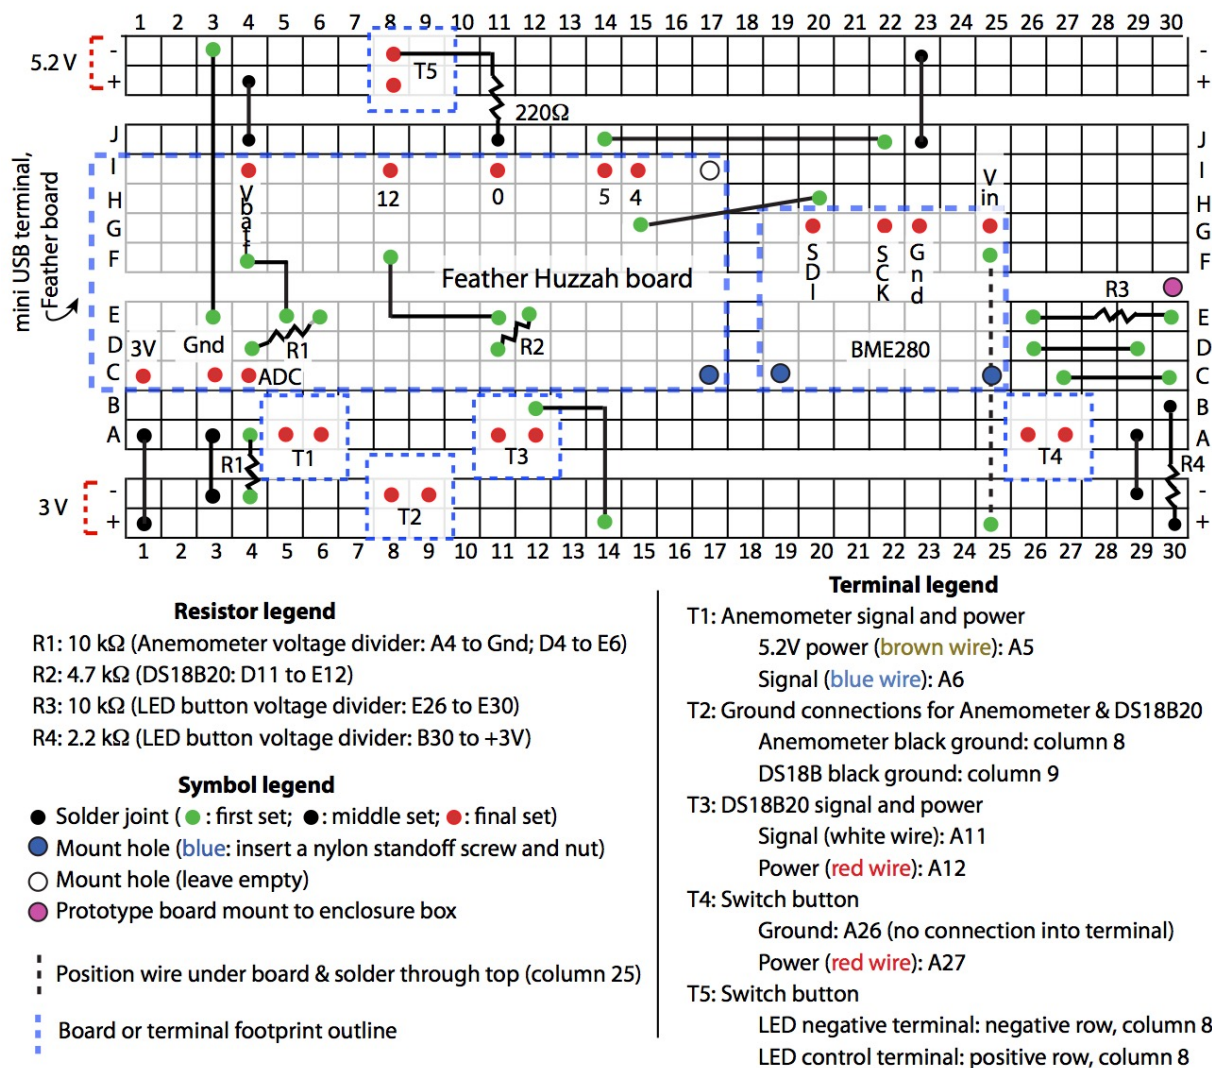 1 2 3 4 5 6 7 8 9 10 11 12 13 14 15 16 17 18 19 20 21 22 23 24 25 26 27 28 29 30
5.2 V
-
+
T5
-
+
220Ω
J
J
mini USB terminal,
Feather board
I
Vbatt
12
0
5
4
Vin
I
H
H
G
G
F
Feather Huzzah board
SDI
SCK
Gnd
F
R3
E
E
D
3V
Gnd
R1
R2
BME280
D
C
ADC
C
B
B
A
T1
T3
T4
A
R1
R4
3 V
-
T2
-
+
+
1 2 3 4 5 6 7 8 9 10 11 12 13 14 15 16 17 18 19 20 21 22 23 24 25 26 27 28 29 30
Resistor legend
R1: 10 kΩ (Anemometer voltage divider: A4 to Gnd; D4 to E6)
R2: 4.7 kΩ (DS18B20: D11 to E12)
R3: 10 kΩ (LED button voltage divider: E26 to E30)
R4: 2.2 kΩ (LED button voltage divider: B30 to +3V)
Symbol legend
Solder joint ( : first set; : middle set; : final set)
Mount hole (blue: insert a nylon standoff screw and nut)
Mount hole (leave empty)
Prototype board mount to enclosure box
Position wire under board & solder through top (column 25)
Board or terminal footprint outline
Terminal legend
T1: Anemometer signal and power
5.2V power (brown wire): A5
Signal (blue wire): A6
T2: Ground connections for Anemometer & DS18B20
Anemometer black ground: column 8
DS18B black ground: column 9
T3: DS18B20 signal and power
Signal (white wire): A11
Power (red wire): A12
T4: Switch button
Ground: A26 (no connection into terminal)
Power (red wire): A27
T5: Switch button
LED negative terminal: negative row, column 8
LED control terminal: positive row, column 8